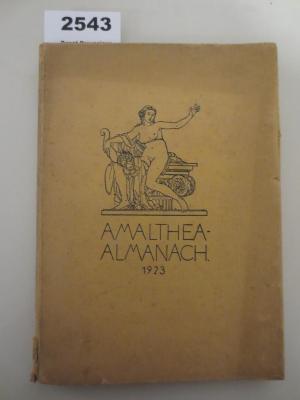 2543
AMALTHEA-
ALMANACH.
1923